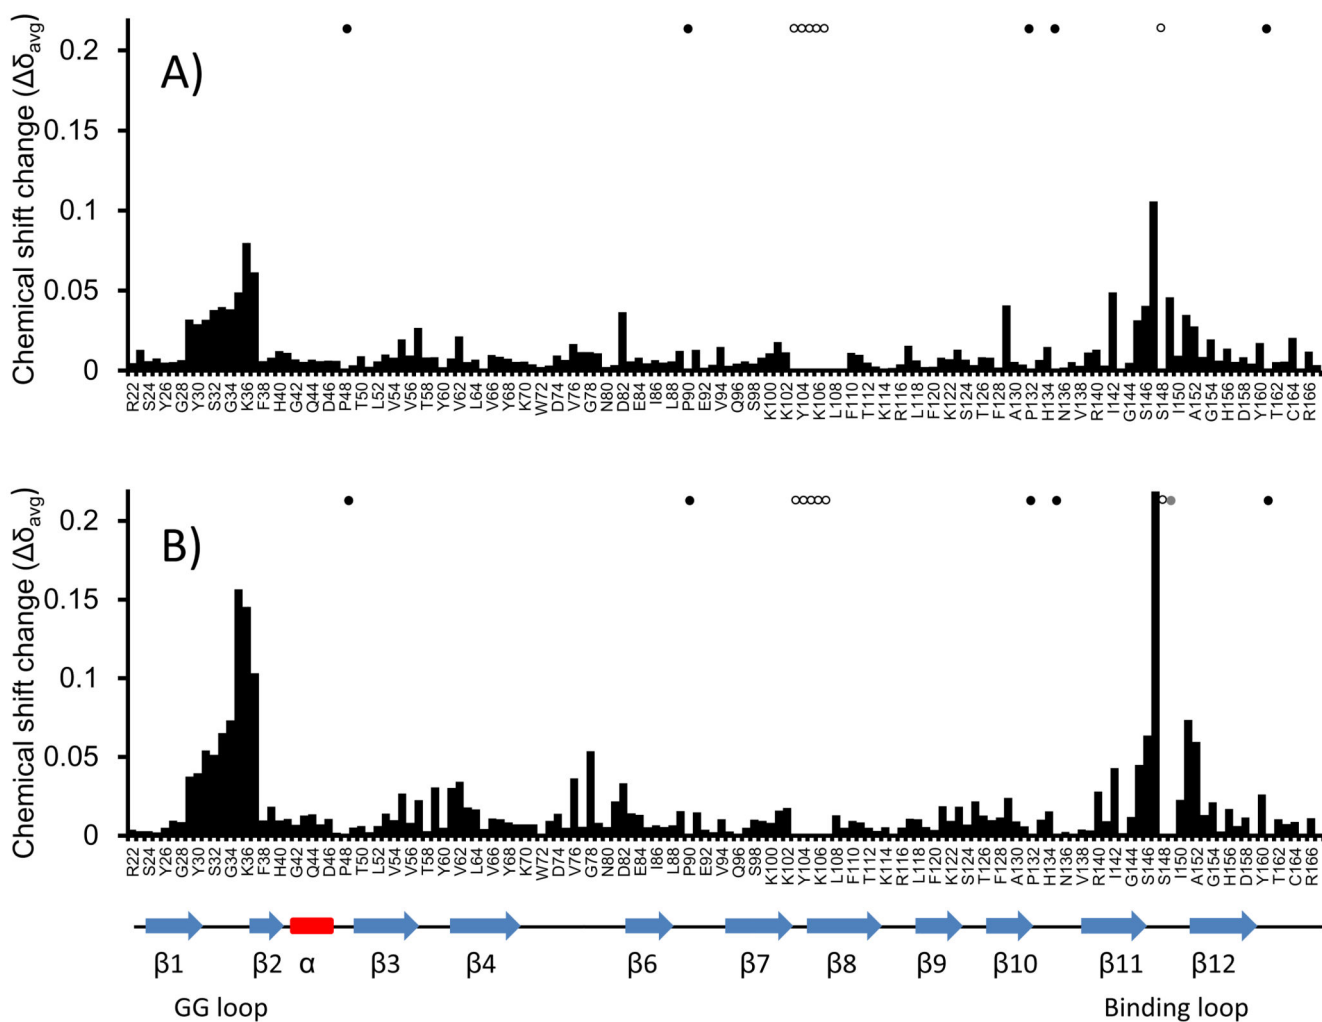 Chemical shift change (Δδavg)
0.2
0.15
0.1
0.05
0
A)
R22 S24 Y26 G28 Y30 S32 G34 K36 F38 H40 G42 Q44 D46 P48 T50 L52 V54 V56 T58 Y60 V62 L64 V66 Y68 K70 W72 D74 V76 G78 N80 D82 E84 I86 L88 P90 E92 V94 Q96 S98 K100 K102 Y104 K106 L108 F110 T112 K114 R116 L118 F120 K122 S124 T126 F128 A130 P132 H134 N136 V138 R140 I142 G144 S146 S148 I150 A152 G154 H156 D158 Y160 T162 C164 R166
Chemical shift change (Δδavg)
0.2
0.15
0.1
0.05
0
B)
R22 S24 Y26 G28 Y30 S32 G34 K36 F38 H40 G42 Q44 D46 P48 T50 L52 V54 V56 T58 Y60 V62 L64 V66 Y68 K70 W72 D74 V76 G78 N80 D82 E84 I86 L88 P90 E92 V94 Q96 S98 K100 K102 Y104 K106 L108 F110 T112 K114 R116 L118 F120 K122 S124 T126 F128 A130 P132 H134 N136 V138 R140 I142 G144 S146 S148 I150 A152 G154 H156 D158 Y160 T162 C164 R166
β1 β2 α β3 β4 β6 β7 β8 β9 β10 β11 β12
GG loop Binding loop